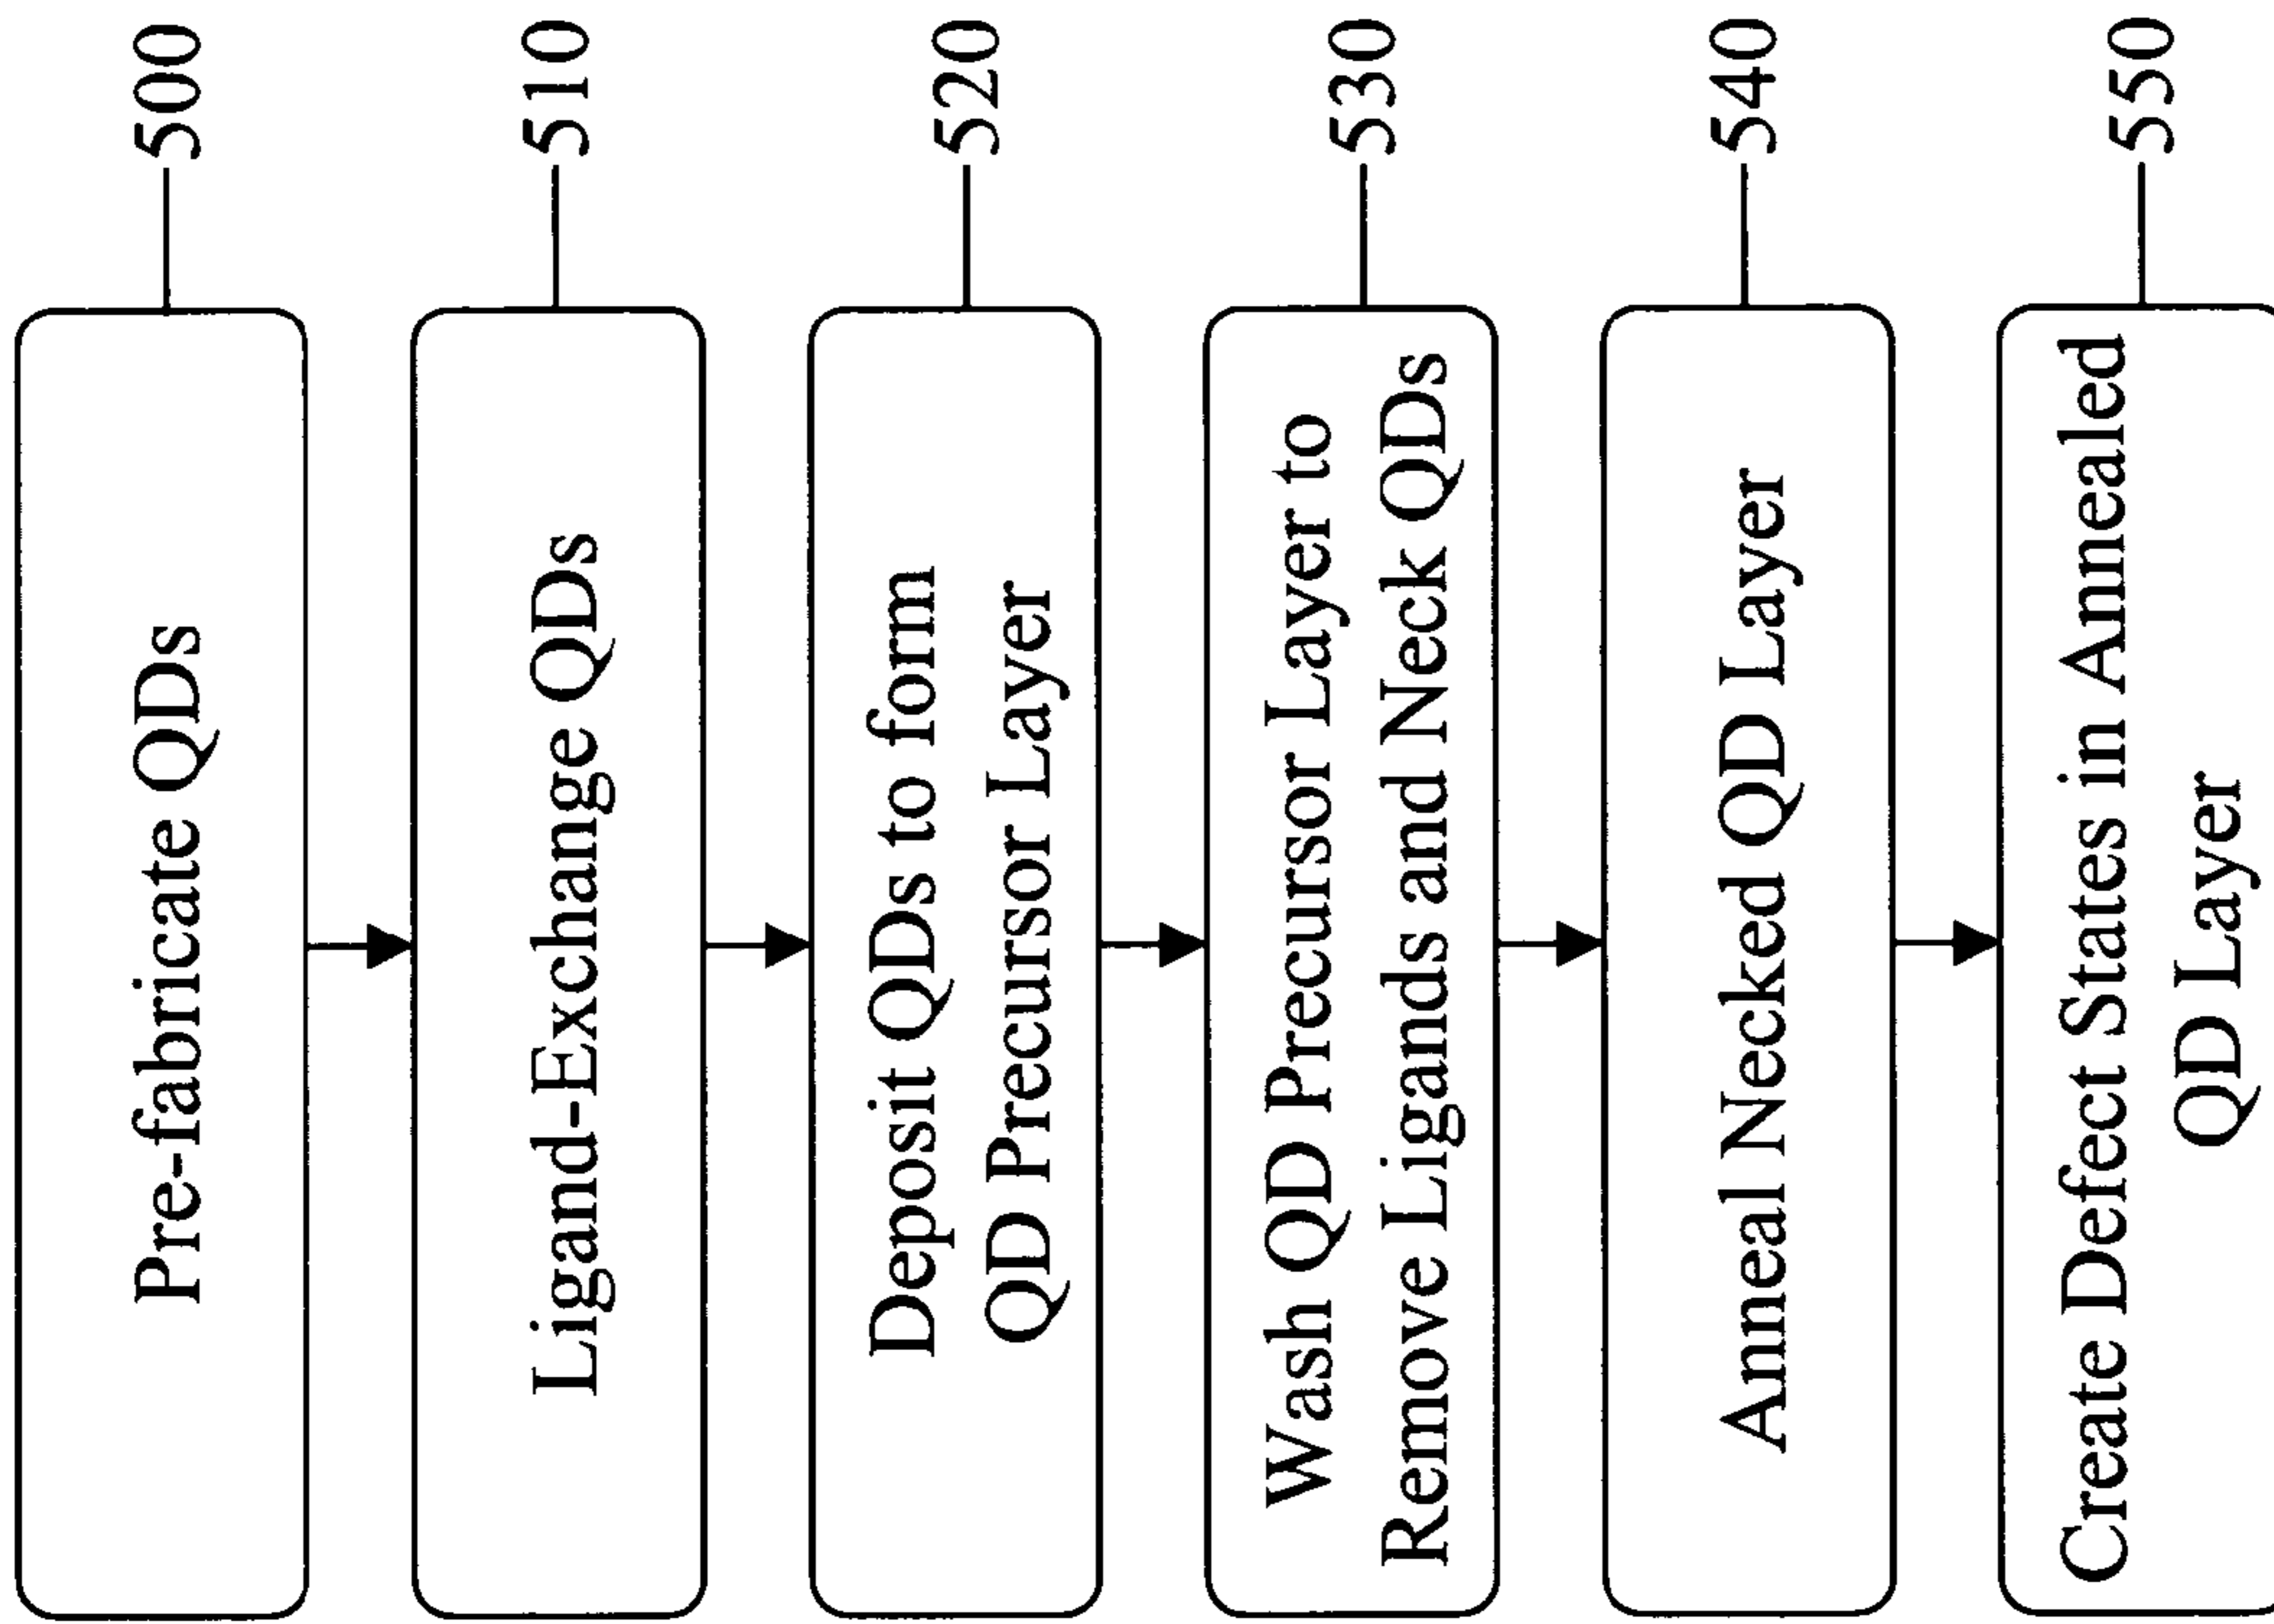 Pre-fabricate QDs
500
Ligand-Exchange QDs
510
Deposit QDs to form
QD Precursor Layer
520
Wash QD Precursor Layer to
Remove Ligands and Neck QDs
530
Anneal Necked QD Layer
540
Create Defect States in Annealed
QD Layer
550